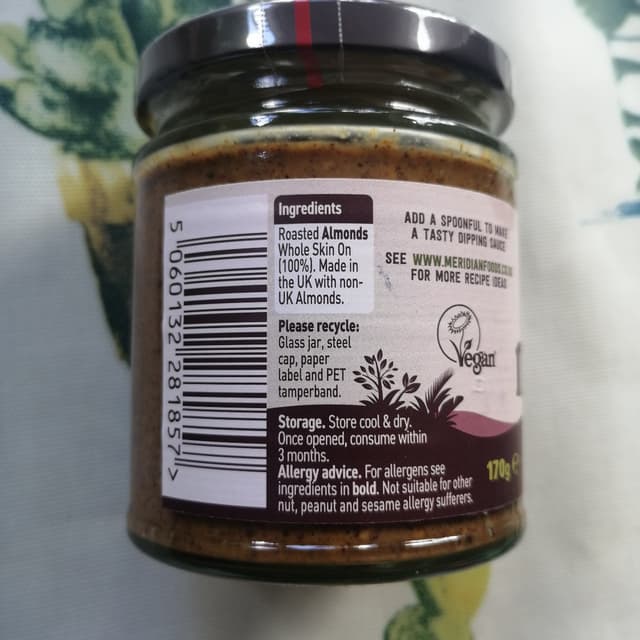 Ingredients
Roasted Almonds
Whole Skin On
(100%). Made in
the UK with non-
UK Almonds.
Please recycle:
Glass jar, steel
cap, paper
label and PET
tamperband.
Storage. Store cool & dry.
Once opened, consume within
3 months.
Allergy advice. For allergens see
ingredients in bold. Not suitable for other
nut, peanut and sesame allergy sufferers.
ADD A SPOONFUL TO MAKE
A TASTY DIPPING SAUCE
SEE WWW.MERIDIANFOODS.CO.UK
FOR MORE RECIPE IDEAS
Vegan
170g e
5 060132 281857 >